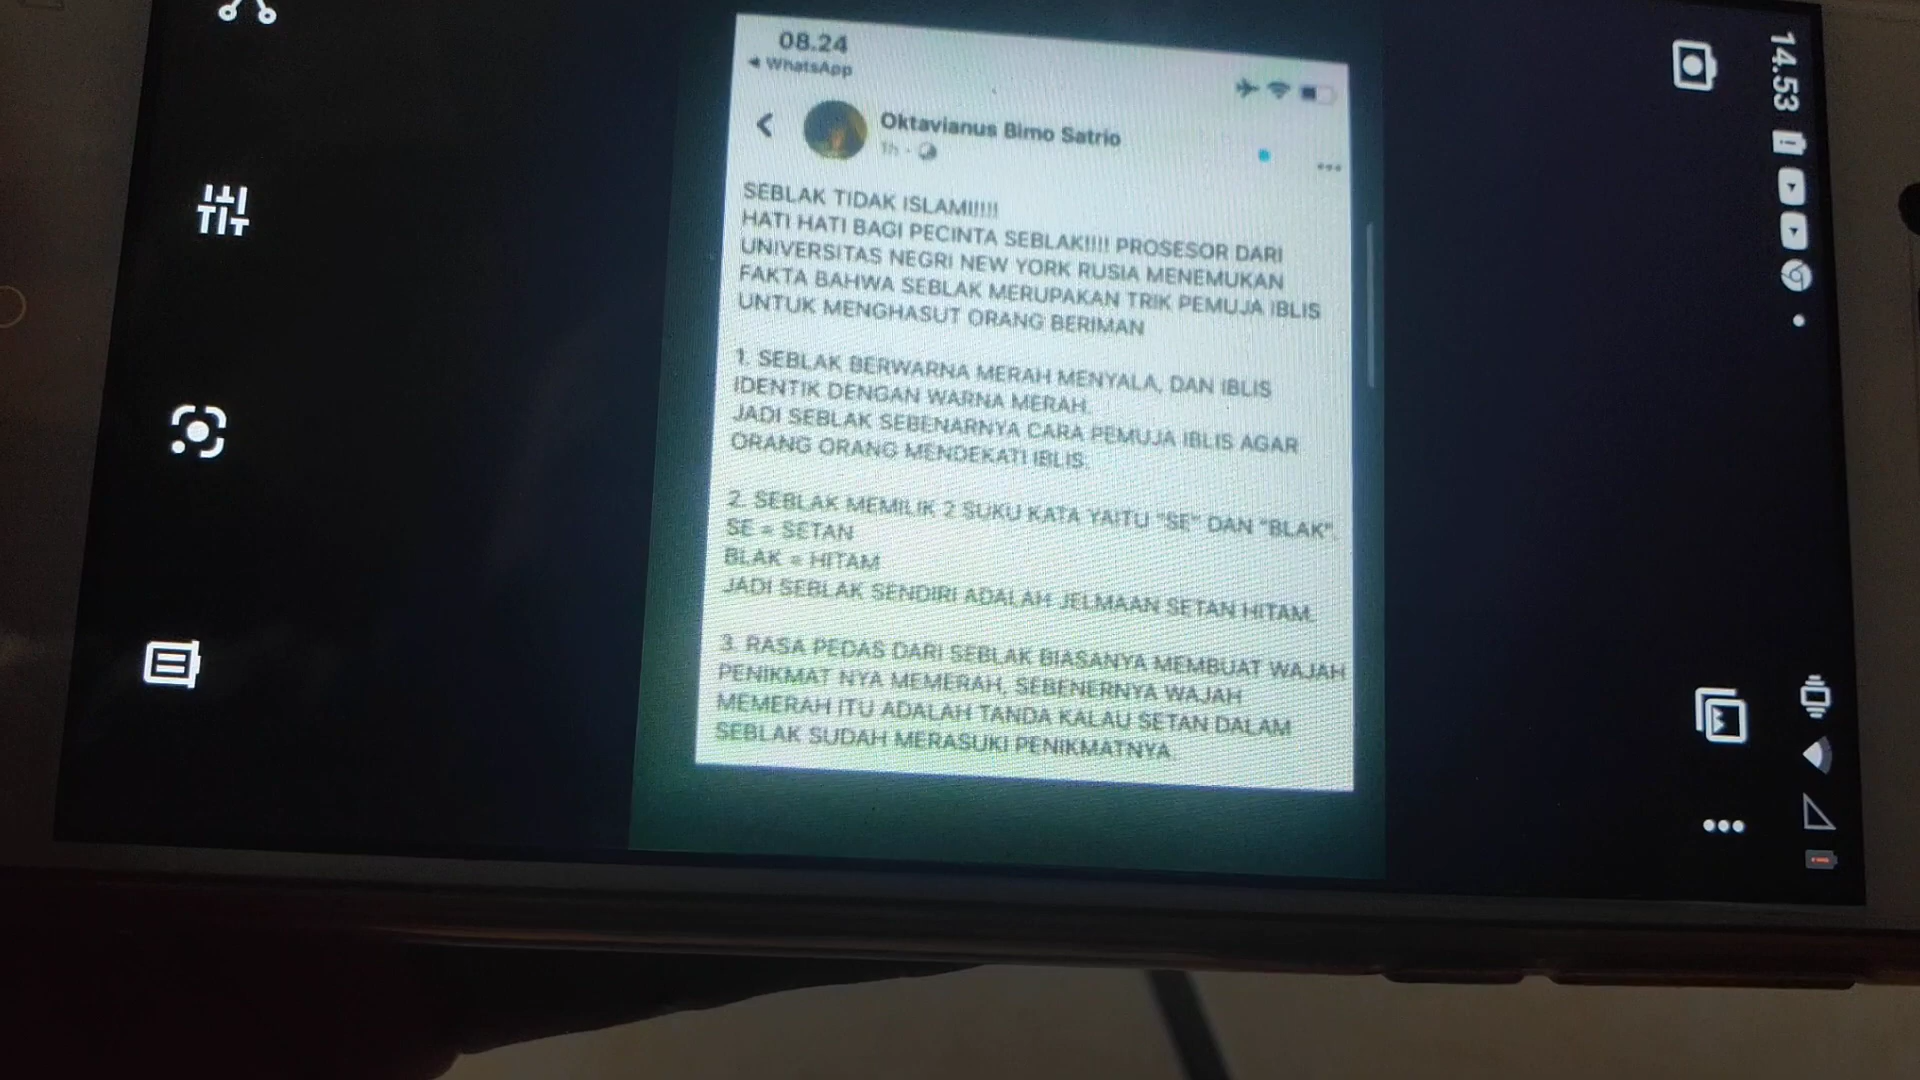 08.24
WhatsApp
Oktavianus Bimo Satrio
1h
SEBLAK TIDAK ISLAMI!!!!!
HATI HATI BAGI PECINTA SEBLAK!!!! PROSESOR DARI
UNIVERSITAS NEGRI NEW YORK RUSIA MENEMUKAN
FAKTA BAHWA SEBLAK MERUPAKAN TRIK PEMUJA IBLIS
UNTUK MENGHASUT ORANG BERIMAN
1. SEBLAK BERWARNA MERAH MENYALA, DAN IBLIS
IDENTIK DENGAN WARNA MERAH.
JADI SEBLAK SEBENARNYA CARA PEMUJA IBLIS AGAR
ORANG ORANG MENDEKATI IBLIS.
2. SEBLAK MEMILIK 2 SUKU KATA YAITU "SE" DAN "BLAK".
SE = SETAN
BLAK = HITAM
JADI SEBLAK SENDIRI ADALAH JELMAAN SETAN HITAM.
3. RASA PEDAS DARI SEBLAK BIASANYA MEMBUAT WAJAH
PENIKMAT NYA MEMERAH, SEBENERNYA WAJAH
MEMERAH ITU ADALAH TANDA KALAU SETAN DALAM
SEBLAK SUDAH MERASUKI PENIKMATNYA.
14.53